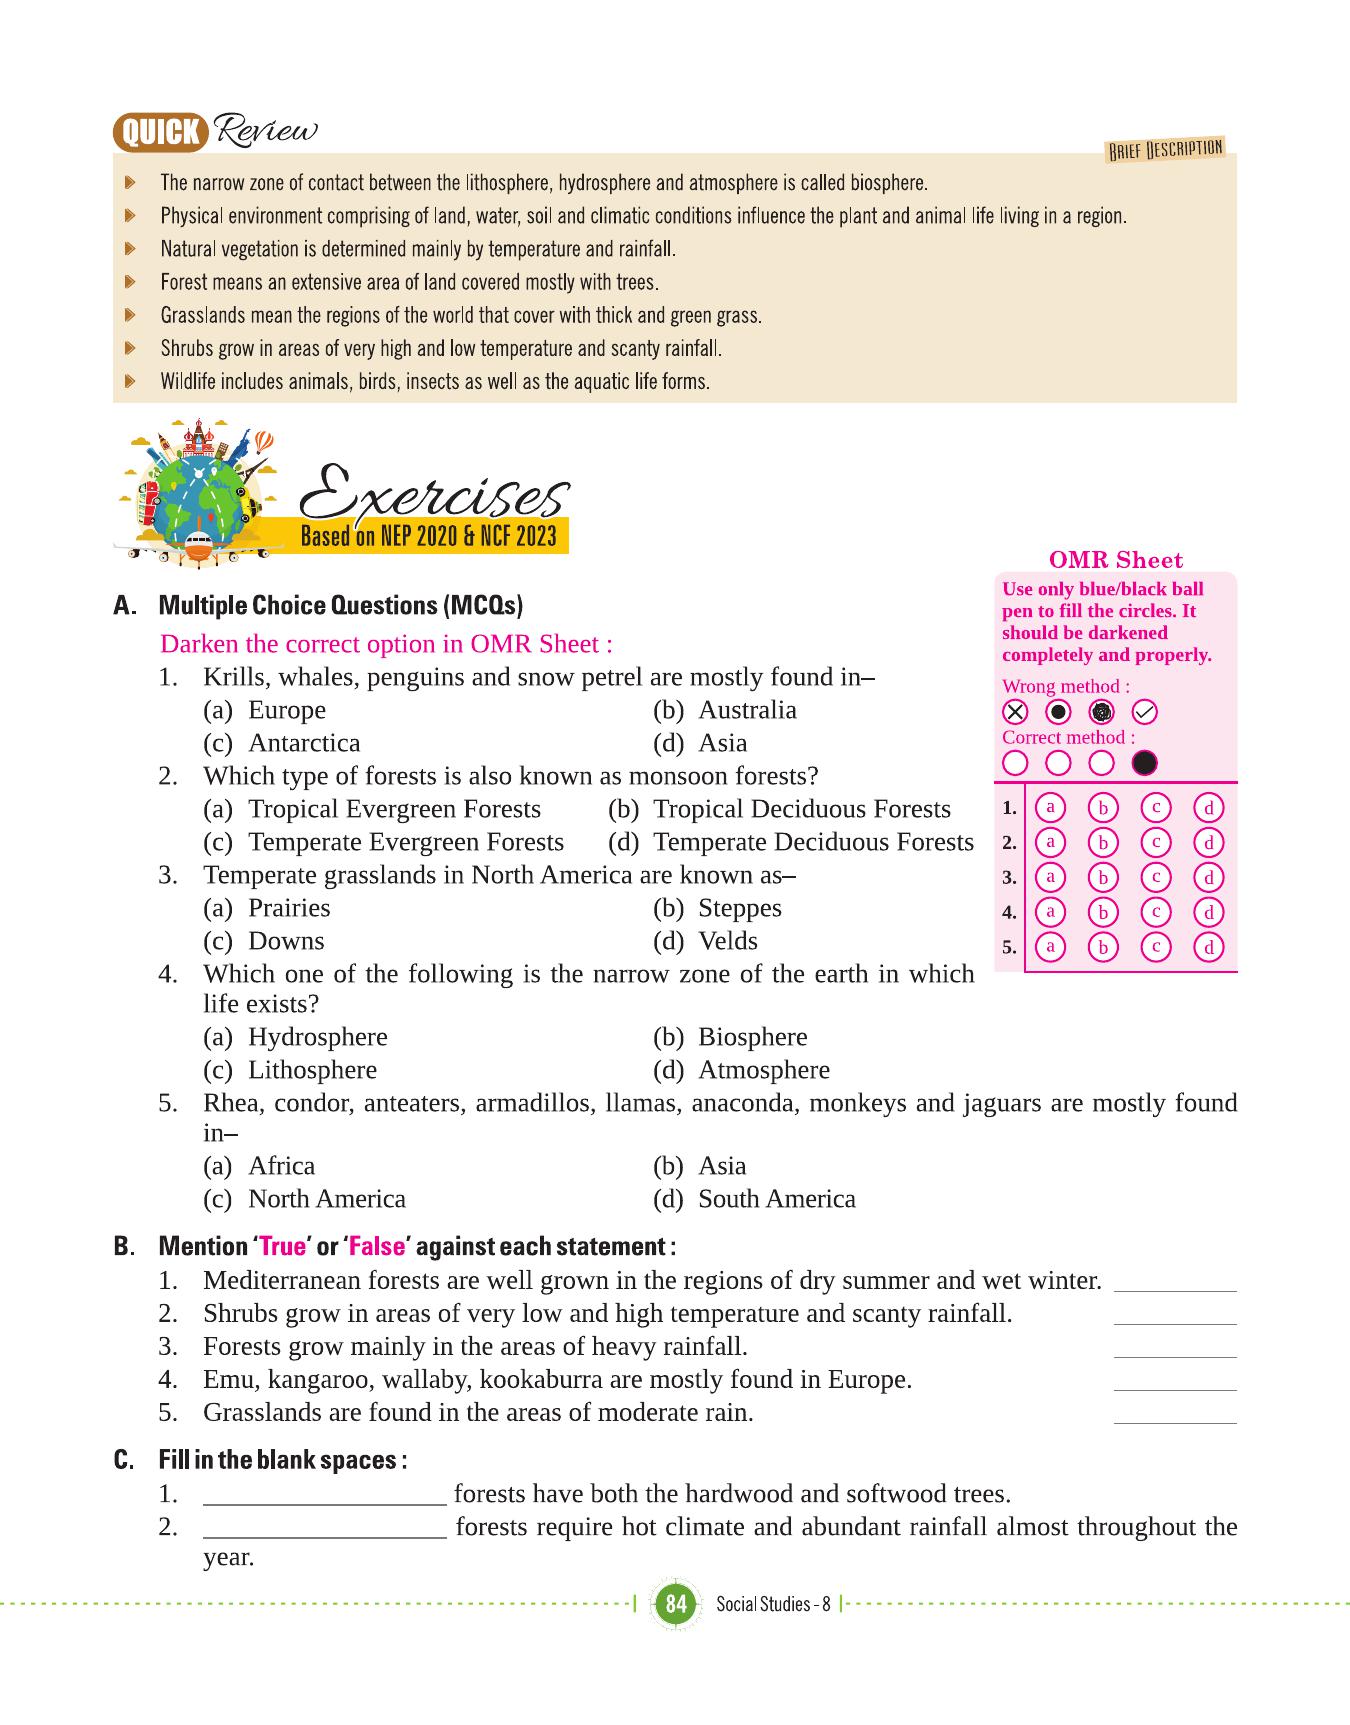 QUICK Review
BRIEF DESCRIPTION
The narrow zone of contact between the lithosphere, hydrosphere and atmosphere is called biosphere.
Physical environment comprising of land, water, soil and climatic conditions influence the plant and animal life living in a region.
Natural vegetation is determined mainly by temperature and rainfall.
Forest means an extensive area of land covered mostly with trees.
Grasslands mean the regions of the world that cover with thick and green grass.
Shrubs grow in areas of very high and low temperature and scanty rainfall.
Wildlife includes animals, birds, insects as well as the aquatic life forms.
Exercises
Based on NEP 2020 & NCF 2023
A. Multiple Choice Questions (MCQs)
Darken the correct option in OMR Sheet :
1. Krills, whales, penguins and snow petrel are mostly found in–
(a) Europe (b) Australia
(c) Antarctica (d) Asia
2. Which type of forests is also known as monsoon forests?
(a) Tropical Evergreen Forests (b) Tropical Deciduous Forests
(c) Temperate Evergreen Forests (d) Temperate Deciduous Forests
3. Temperate grasslands in North America are known as–
(a) Prairies (b) Steppes
(c) Downs (d) Velds
4. Which one of the following is the narrow zone of the earth in which
life exists?
(a) Hydrosphere (b) Biosphere
(c) Lithosphere (d) Atmosphere
5. Rhea, condor, anteaters, armadillos, llamas, anaconda, monkeys and jaguars are mostly found
in–
(a) Africa (b) Asia
(c) North America (d) South America
OMR Sheet
Use only blue/black ball
pen to fill the circles. It
should be darkened
completely and properly.
Wrong method :
Correct method :
1. a b c d
2. a b c d
3. a b c d
4. a b c d
5. a b c d
B. Mention ‘True’ or ‘False’ against each statement :
1. Mediterranean forests are well grown in the regions of dry summer and wet winter.
2. Shrubs grow in areas of very low and high temperature and scanty rainfall.
3. Forests grow mainly in the areas of heavy rainfall.
4. Emu, kangaroo, wallaby, kookaburra are mostly found in Europe.
5. Grasslands are found in the areas of moderate rain.
C. Fill in the blank spaces :
1. __________ forests have both the hardwood and softwood trees.
2. __________ forests require hot climate and abundant rainfall almost throughout the
year.
84 Social Studies - 8